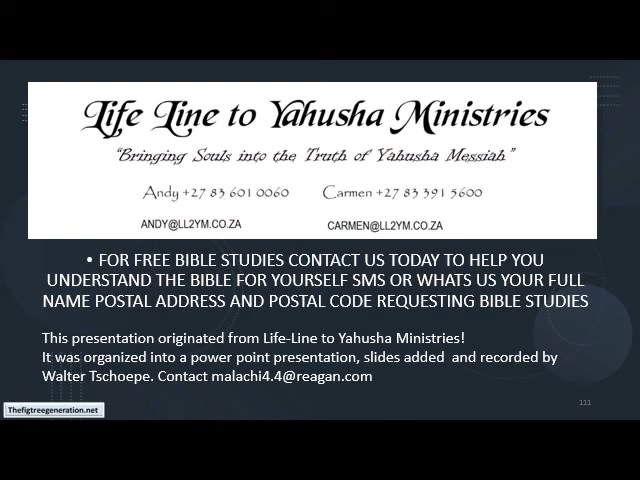 Life Line to Yahusha Ministries
"Bringing Souls into the Truth of Yahusha Messiah"
Andy +27 83 601 0060 Carmen +27 83 391 5600
ANDY@LL2YM.CO.ZA CARMEN@LL2YM.CO.ZA
• FOR FREE BIBLE STUDIES CONTACT US TODAY TO HELP YOU
UNDERSTAND THE BIBLE FOR YOURSELF SMS OR WHATS US YOUR FULL
NAME POSTAL ADDRESS AND POSTAL CODE REQUESTING BIBLE STUDIES
This presentation originated from Life-Line to Yahusha Ministries!
It was organized into a power point presentation, slides added and recorded by
Walter Tschoepe. Contact malachi4.4@reagan.com
111
Thefigtreegeneration.net